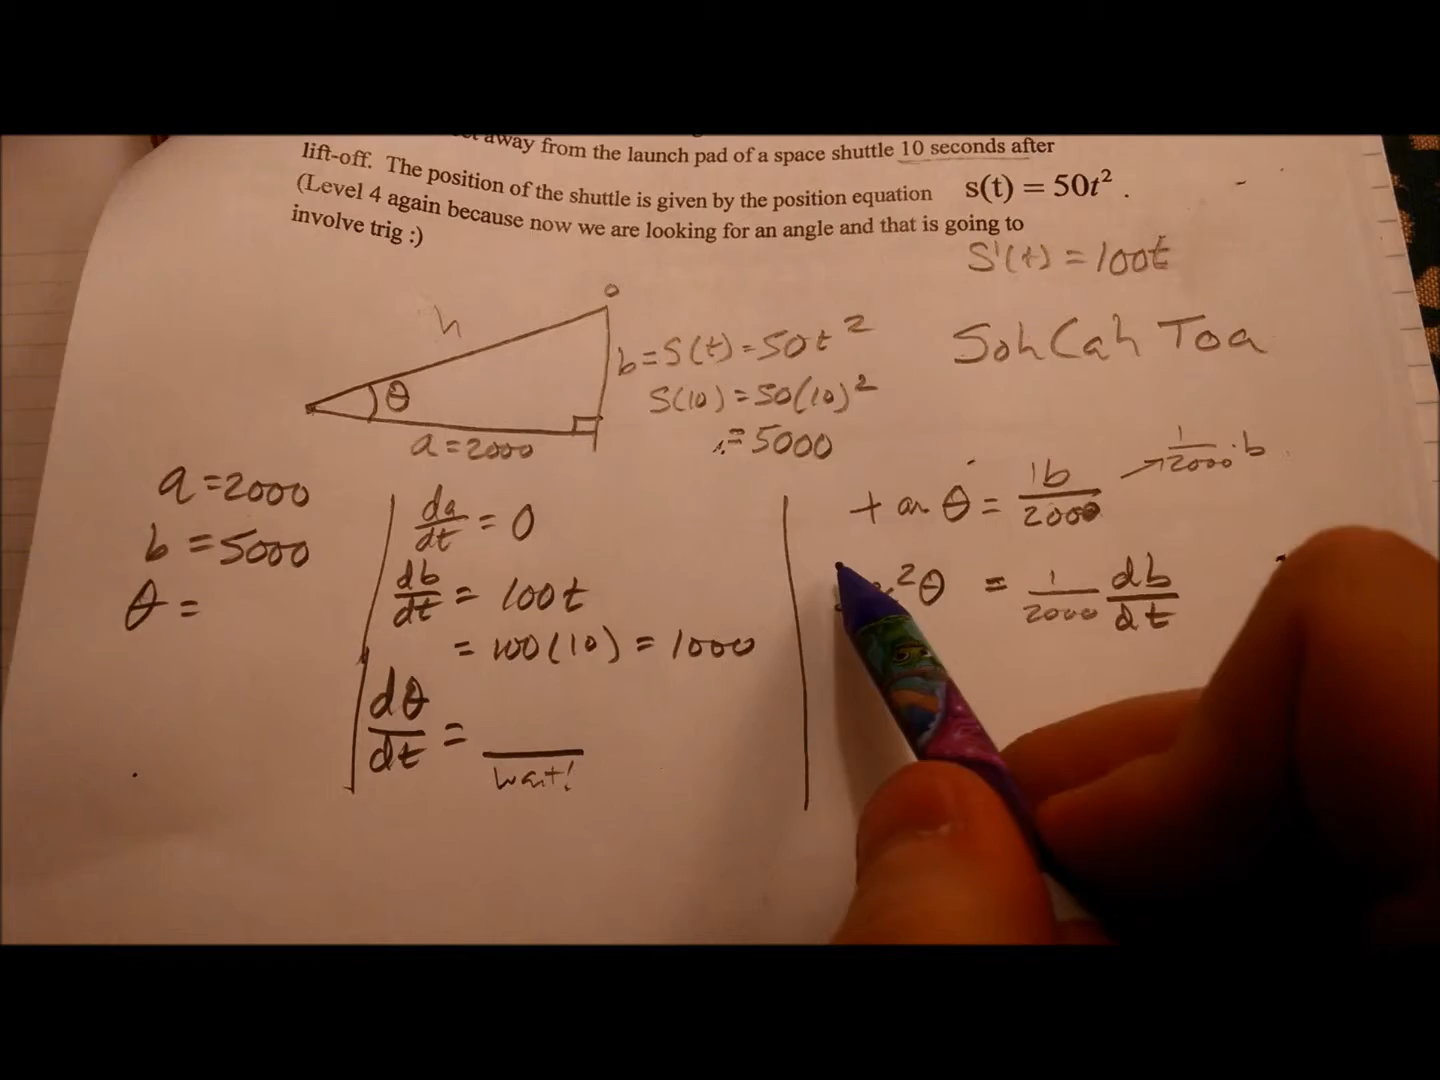 away from the launch pad of a space shuttle 10 seconds after
lift-off. The position of the shuttle is given by the position equation s(t) = 50t² .
(Level 4 again because now we are looking for an angle and that is going to
involve trig :)
S'(t) = 100t
h
θ
a=2000
b=S(t)=50t²
S(10)=50(10)²
=5000
Soh Cah Toa
a=2000
b=5000
θ=
da/dt = 0
db/dt = 100t
= 100(10) = 1000
dθ/dt =
wait!
tan θ = 1b/2000
1/2000 · b
²θ = 1/2000 db/dt